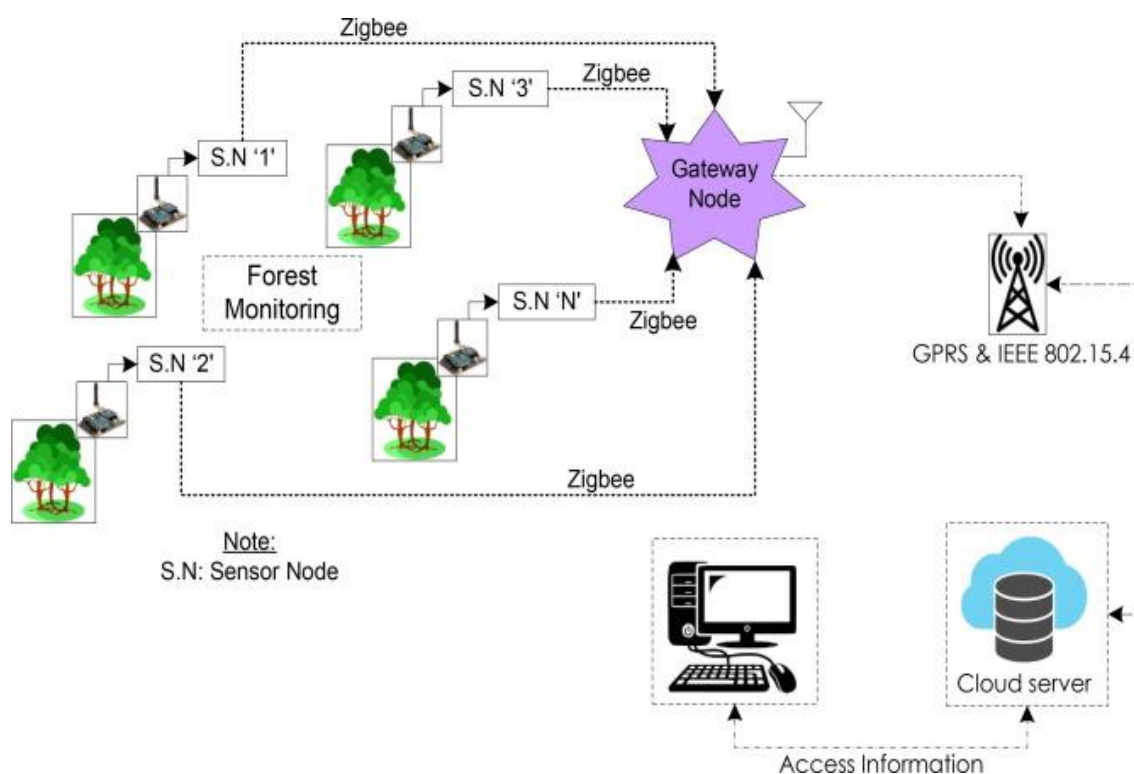 Zigbee
S.N ‘3’
Zigbee
S.N ‘1’
Gateway
Node
Forest
Monitoring
S.N ‘N’
Zigbee
GPRS & IEEE 802.15.4
S.N ‘2’
Zigbee
Note:
S.N: Sensor Node
Cloud server
Access Information